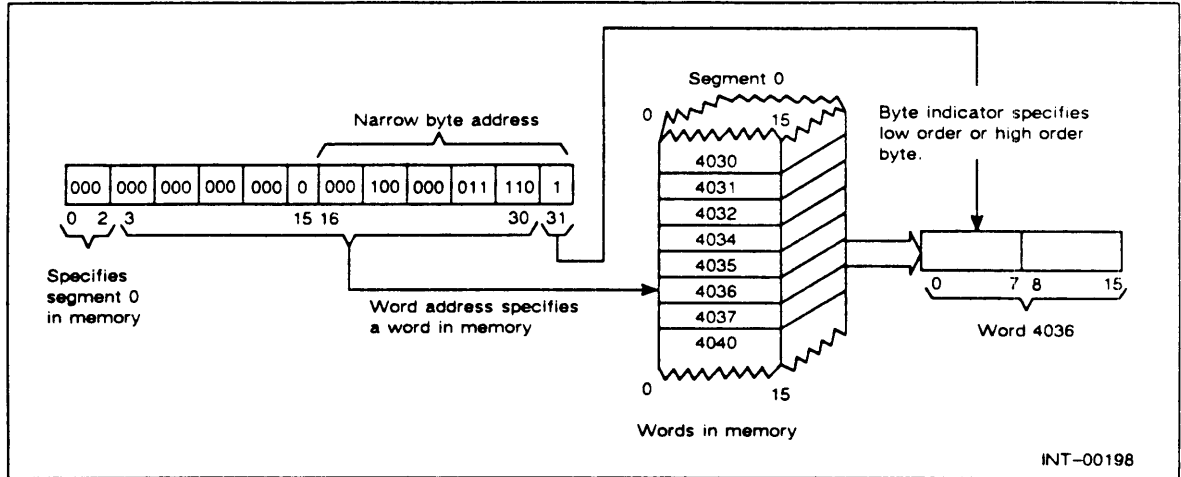 Segment 0
0
15
Byte indicator specifies
low order or high order
byte.
Narrow byte address
000 000 000 000 000 0 000 100 000 011 110 1
0 2 3 15 16 30 31
Specifies
segment 0
in memory
Word address specifies
a word in memory
4030
4031
4032
4034
4035
4036
4037
4040
0
15
Words in memory
0 7 8 15
Word 4036
INT-00198